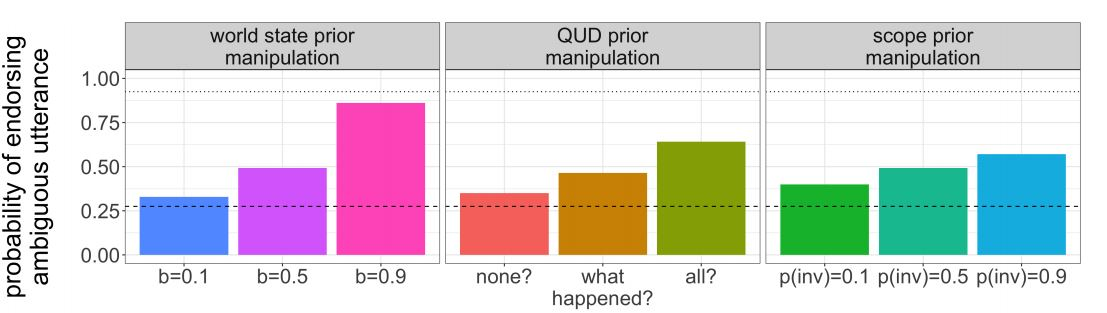 probability of endorsing
ambiguous utterance
world state prior
manipulation
QUD prior
manipulation
scope prior
manipulation
1.00
0.75
0.50
0.25
0.00
b=0.1 b=0.5 b=0.9
none? what all?
happened?
p(inv)=0.1 p(inv)=0.5 p(inv)=0.9